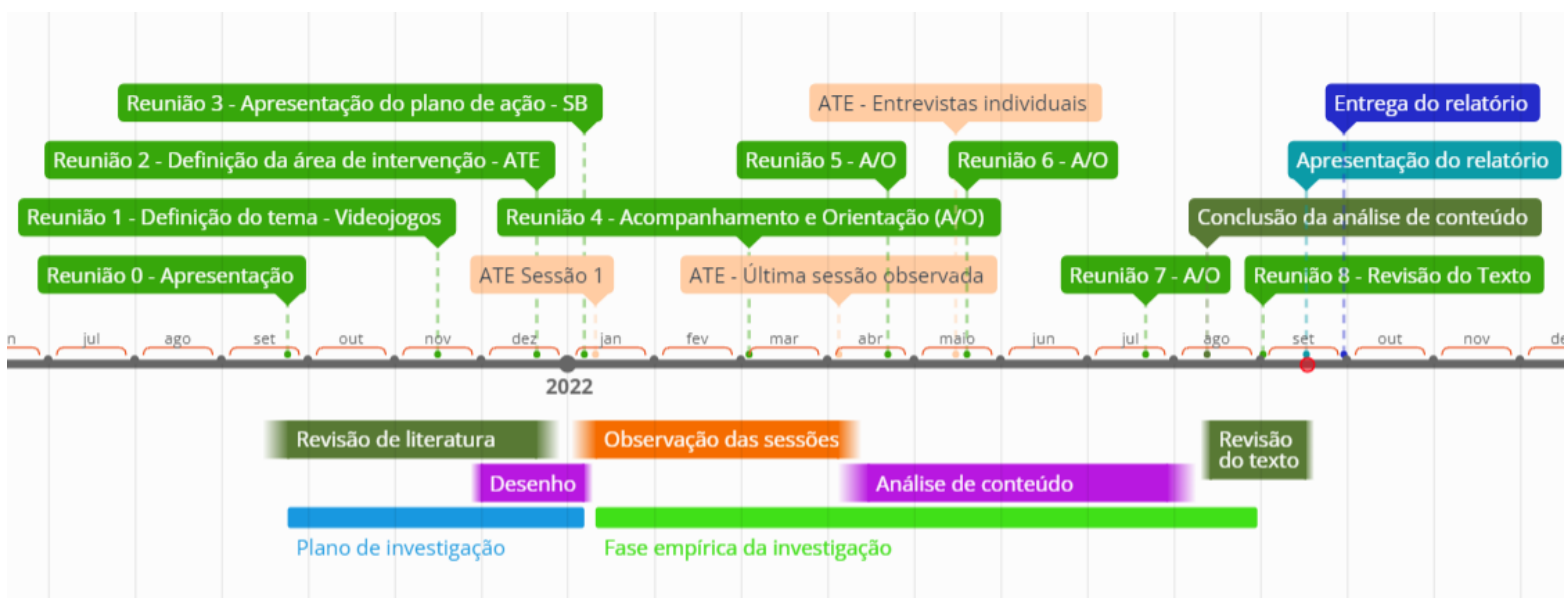 Reunião 3 - Apresentação do plano de ação - SB
ATE - Entrevistas individuais
Entrega do relatório
Reunião 2 - Definição da área de intervenção - ATE
Reunião 5 - A/O
Reunião 6 - A/O
Apresentação do relatório
Reunião 1 - Definição do tema - Videojogos
Reunião 4 - Acompanhamento e Orientação (A/O)
Conclusão da análise de conteúdo
Reunião 0 - Apresentação
ATE Sessão 1
ATE - Última sessão observada
Reunião 7 - A/O
Reunião 8 - Revisão do Texto
n jul ago set out nov dez jan fev mar abr maio jun jul ago set out nov de
2022
Revisão de literatura
Observação das sessões
Revisão
do texto
Desenho
Análise de conteúdo
Plano de investigação
Fase empírica da investigação